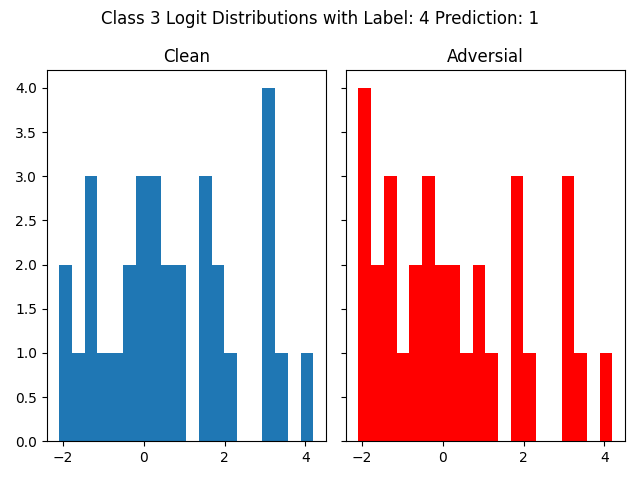 Class 3 Logit Distributions with Label: 4 Prediction: 1
Clean
Adversial
4.0
3.5
3.0
2.5
2.0
1.5
1.0
0.5
0.0
−2 0 2 4
−2 0 2 4